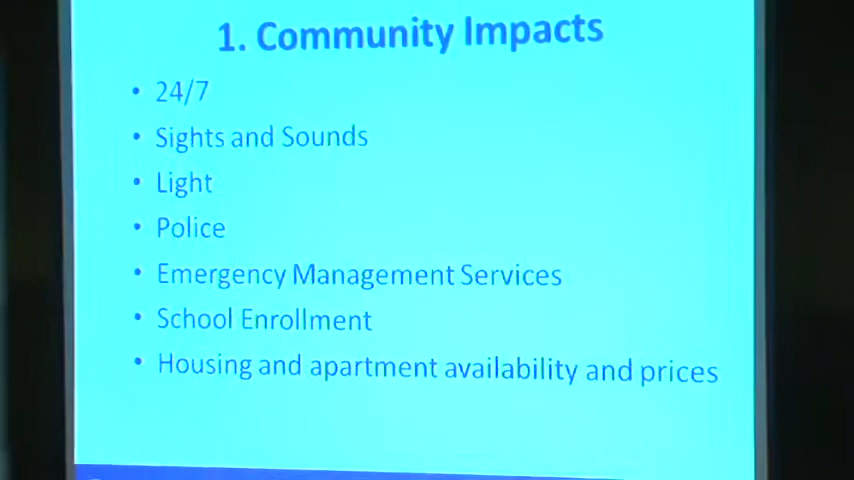 1. Community Impacts
• 24/7
• Sights and Sounds
• Light
• Police
• Emergency Management Services
• School Enrollment
• Housing and apartment availability and prices